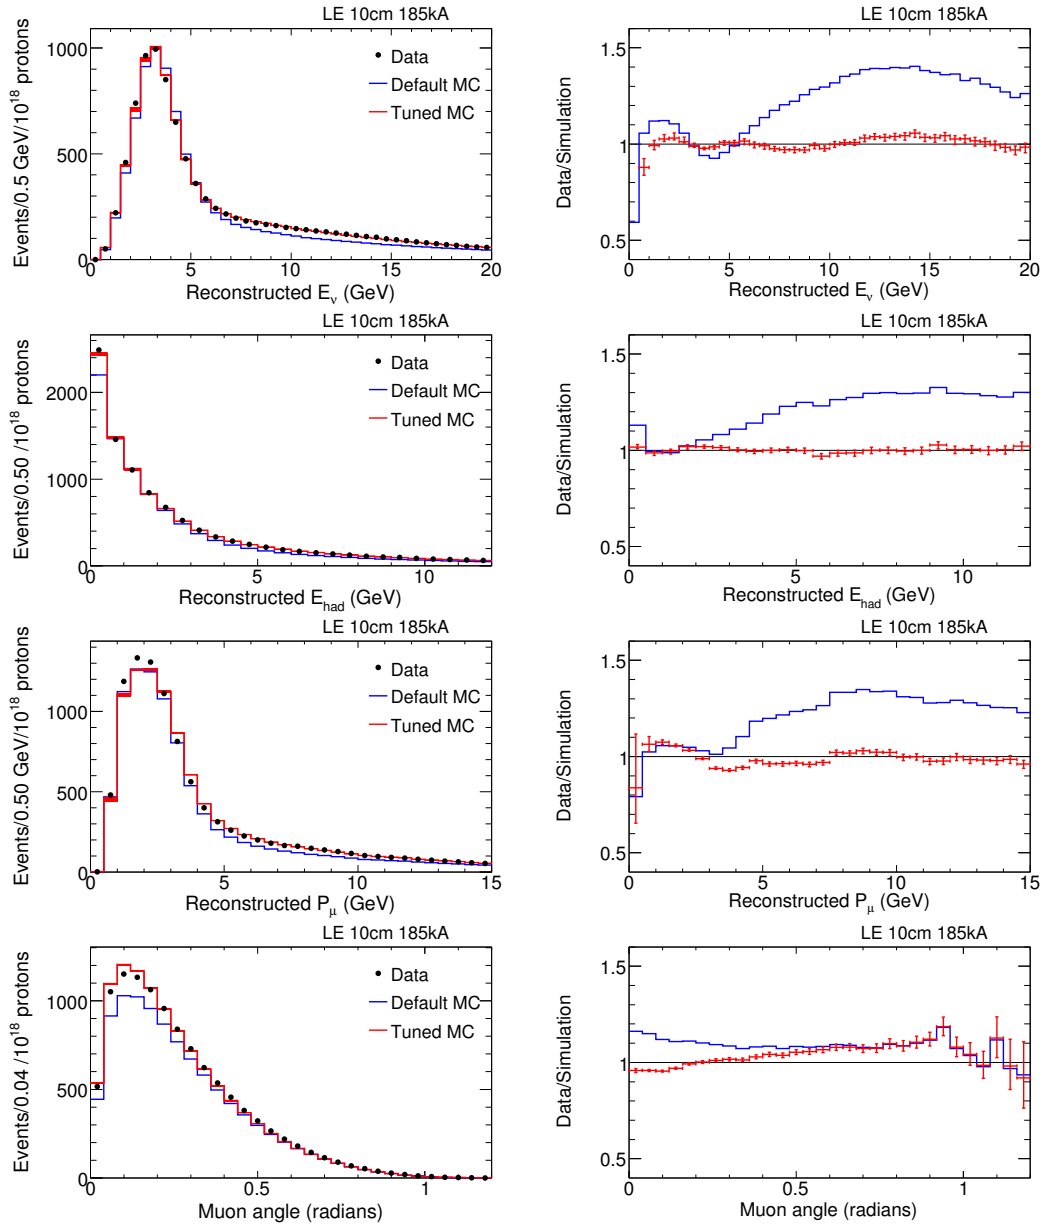 LE 10cm 185kA
Events/0.5 GeV/10^18 protons
1000
500
0
Data
Default MC
Tuned MC
0 5 10 15 20
Reconstructed E_ν (GeV)
LE 10cm 185kA
Data/Simulation
1.5
1
0.5
0 5 10 15 20
Reconstructed E_ν (GeV)
LE 10cm 185kA
Events/0.50 /10^18 protons
2000
1000
0
Data
Default MC
Tuned MC
0 5 10
Reconstructed E_had (GeV)
LE 10cm 185kA
Data/Simulation
1.5
1
0.5
0 5 10
Reconstructed E_had (GeV)
LE 10cm 185kA
Events/0.50 GeV/10^18 protons
1000
500
0
Data
Default MC
Tuned MC
0 5 10 15
Reconstructed P_μ (GeV)
LE 10cm 185kA
Data/Simulation
1.5
1
0.5
0 5 10 15
Reconstructed P_μ (GeV)
LE 10cm 185kA
Events/0.04 /10^18 protons
1000
500
0
Data
Default MC
Tuned MC
0 0.5 1
Muon angle (radians)
LE 10cm 185kA
Data/Simulation
1.5
1
0.5
0 0.5 1
Muon angle (radians)